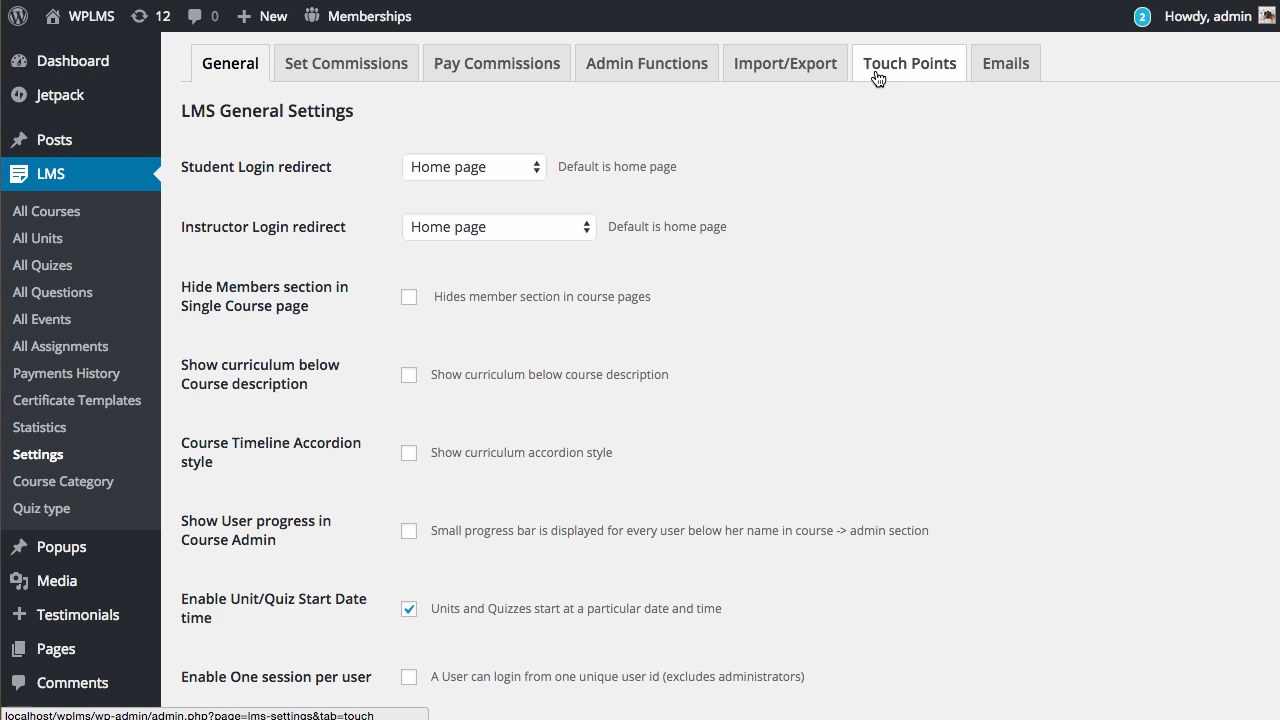 WPLMS 12 0 New Memberships 2 Howdy, admin
Dashboard
Jetpack
Posts
LMS
All Courses
All Units
All Quizes
All Questions
All Events
All Assignments
Payments History
Certificate Templates
Statistics
Settings
Course Category
Quiz type
Popups
Media
Testimonials
Pages
Comments
General Set Commissions Pay Commissions Admin Functions Import/Export Touch Points Emails
LMS General Settings
Student Login redirect Home page Default is home page
Instructor Login redirect Home page Default is home page
Hide Members section in
Single Course page
Hides member section in course pages
Show curriculum below
Course description
Show curriculum below course description
Course Timeline Accordion
style
Show curriculum accordion style
Show User progress in
Course Admin
Small progress bar is displayed for every user below her name in course -> admin section
Enable Unit/Quiz Start Date
time
Units and Quizzes start at a particular date and time
Enable One session per user A User can login from one unique user id (excludes administrators)
localhost/wplms/wp-admin/admin.php?page=lms-settings&tab=touch